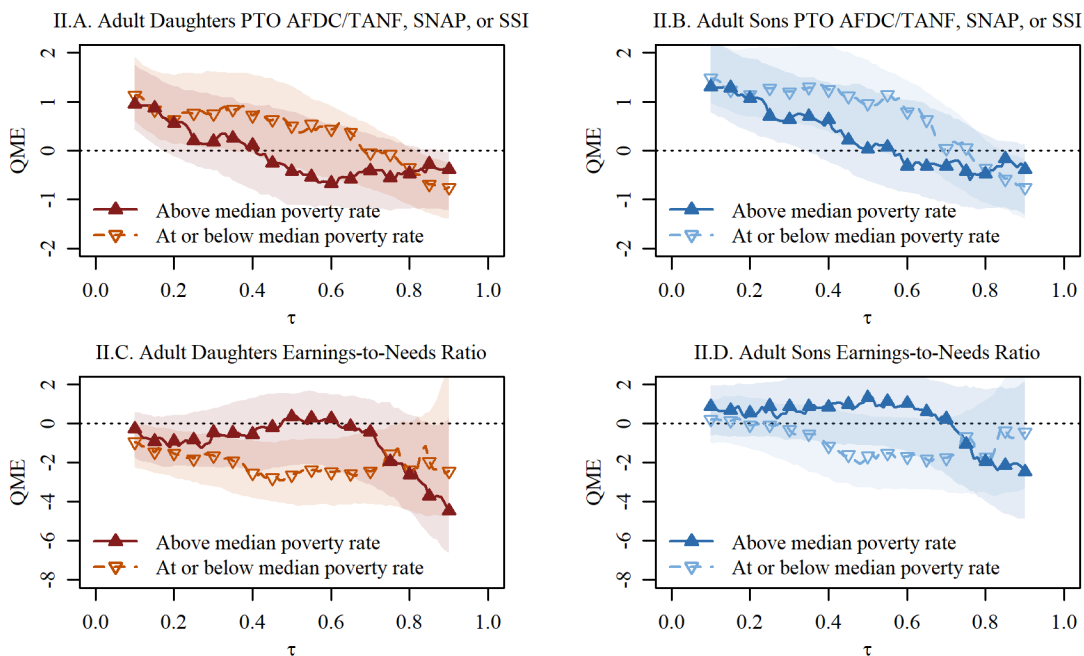 II.A. Adult Daughters PTO AFDC/TANF, SNAP, or SSI
2
1
0
-1
-2
QME
Above median poverty rate
At or below median poverty rate
0.0 0.2 0.4 0.6 0.8 1.0
τ
II.B. Adult Sons PTO AFDC/TANF, SNAP, or SSI
2
1
0
-1
-2
QME
Above median poverty rate
At or below median poverty rate
0.0 0.2 0.4 0.6 0.8 1.0
τ
II.C. Adult Daughters Earnings-to-Needs Ratio
2
0
-2
-4
-6
-8
QME
Above median poverty rate
At or below median poverty rate
0.0 0.2 0.4 0.6 0.8 1.0
τ
II.D. Adult Sons Earnings-to-Needs Ratio
2
0
-2
-4
-6
-8
QME
Above median poverty rate
At or below median poverty rate
0.0 0.2 0.4 0.6 0.8 1.0
τ